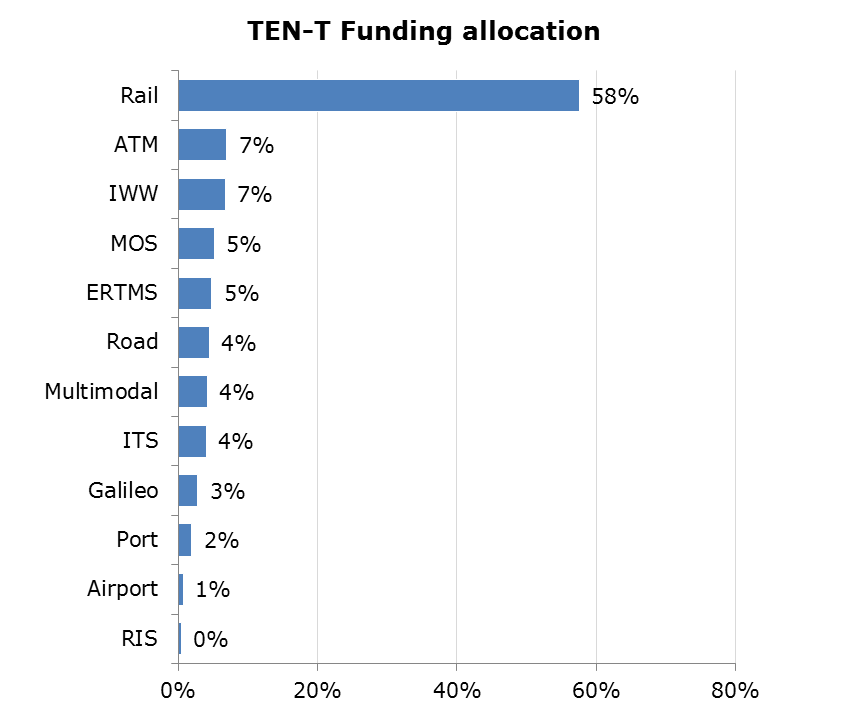 TEN-T Funding allocation
Rail 58%
ATM 7%
IWW 7%
MOS 5%
ERTMS 5%
Road 4%
Multimodal 4%
ITS 4%
Galileo 3%
Port 2%
Airport 1%
RIS 0%
0% 20% 40% 60% 80%